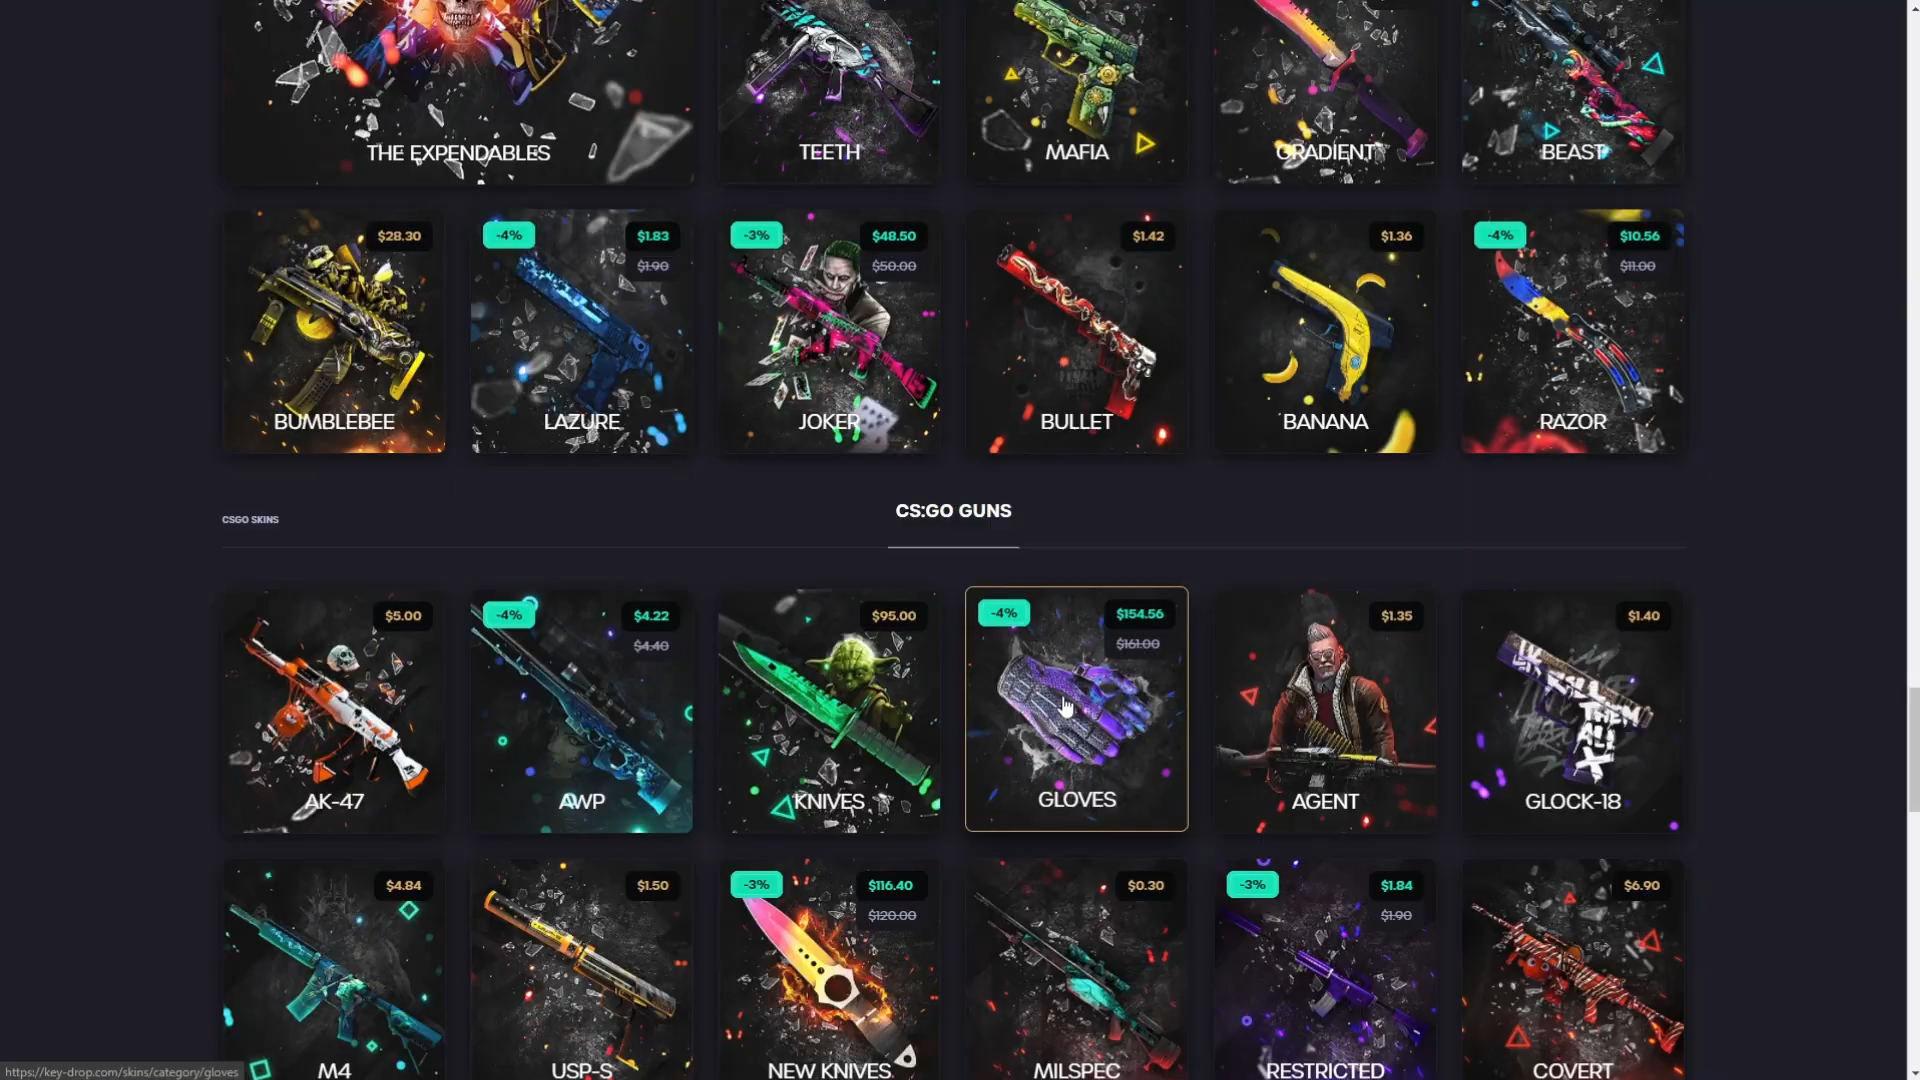 THE EXPENDABLES
TEETH
MAFIA
GRADIENT
BEAST
$28.30
BUMBLEBEE
-4%
$1.83
$1.90
LAZURE
-3%
$48.50
$50.00
JOKER
$1.42
BULLET
$1.36
BANANA
-4%
$10.56
$11.00
RAZOR
CSGO SKINS
CS:GO GUNS
$5.00
AK-47
-4%
$4.22
$4.40
AWP
$95.00
KNIVES
-4%
$154.56
$161.00
GLOVES
$1.35
AGENT
$1.40
KILL
THEM
ALL
X
GLOCK-18
$4.84
M4
$1.50
USP-S
-3%
$116.40
$120.00
NEW KNIVES
$0.30
MILSPEC
-3%
$1.84
$1.90
RESTRICTED
$6.90
COVERT
https://key-drop.com/skins/category/gloves